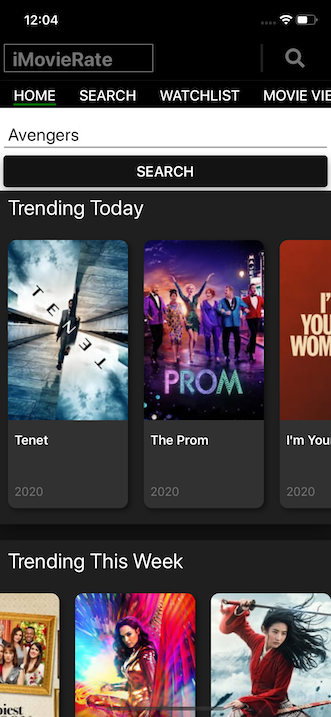 12:04
iMovieRate
HOME SEARCH WATCHLIST MOVIE VIE
Avengers
SEARCH
Trending Today
TENET
PROM
I'
YOU
WOM
Tenet
The Prom
I'm Your
2020
2020
2020
Trending This Week
piest